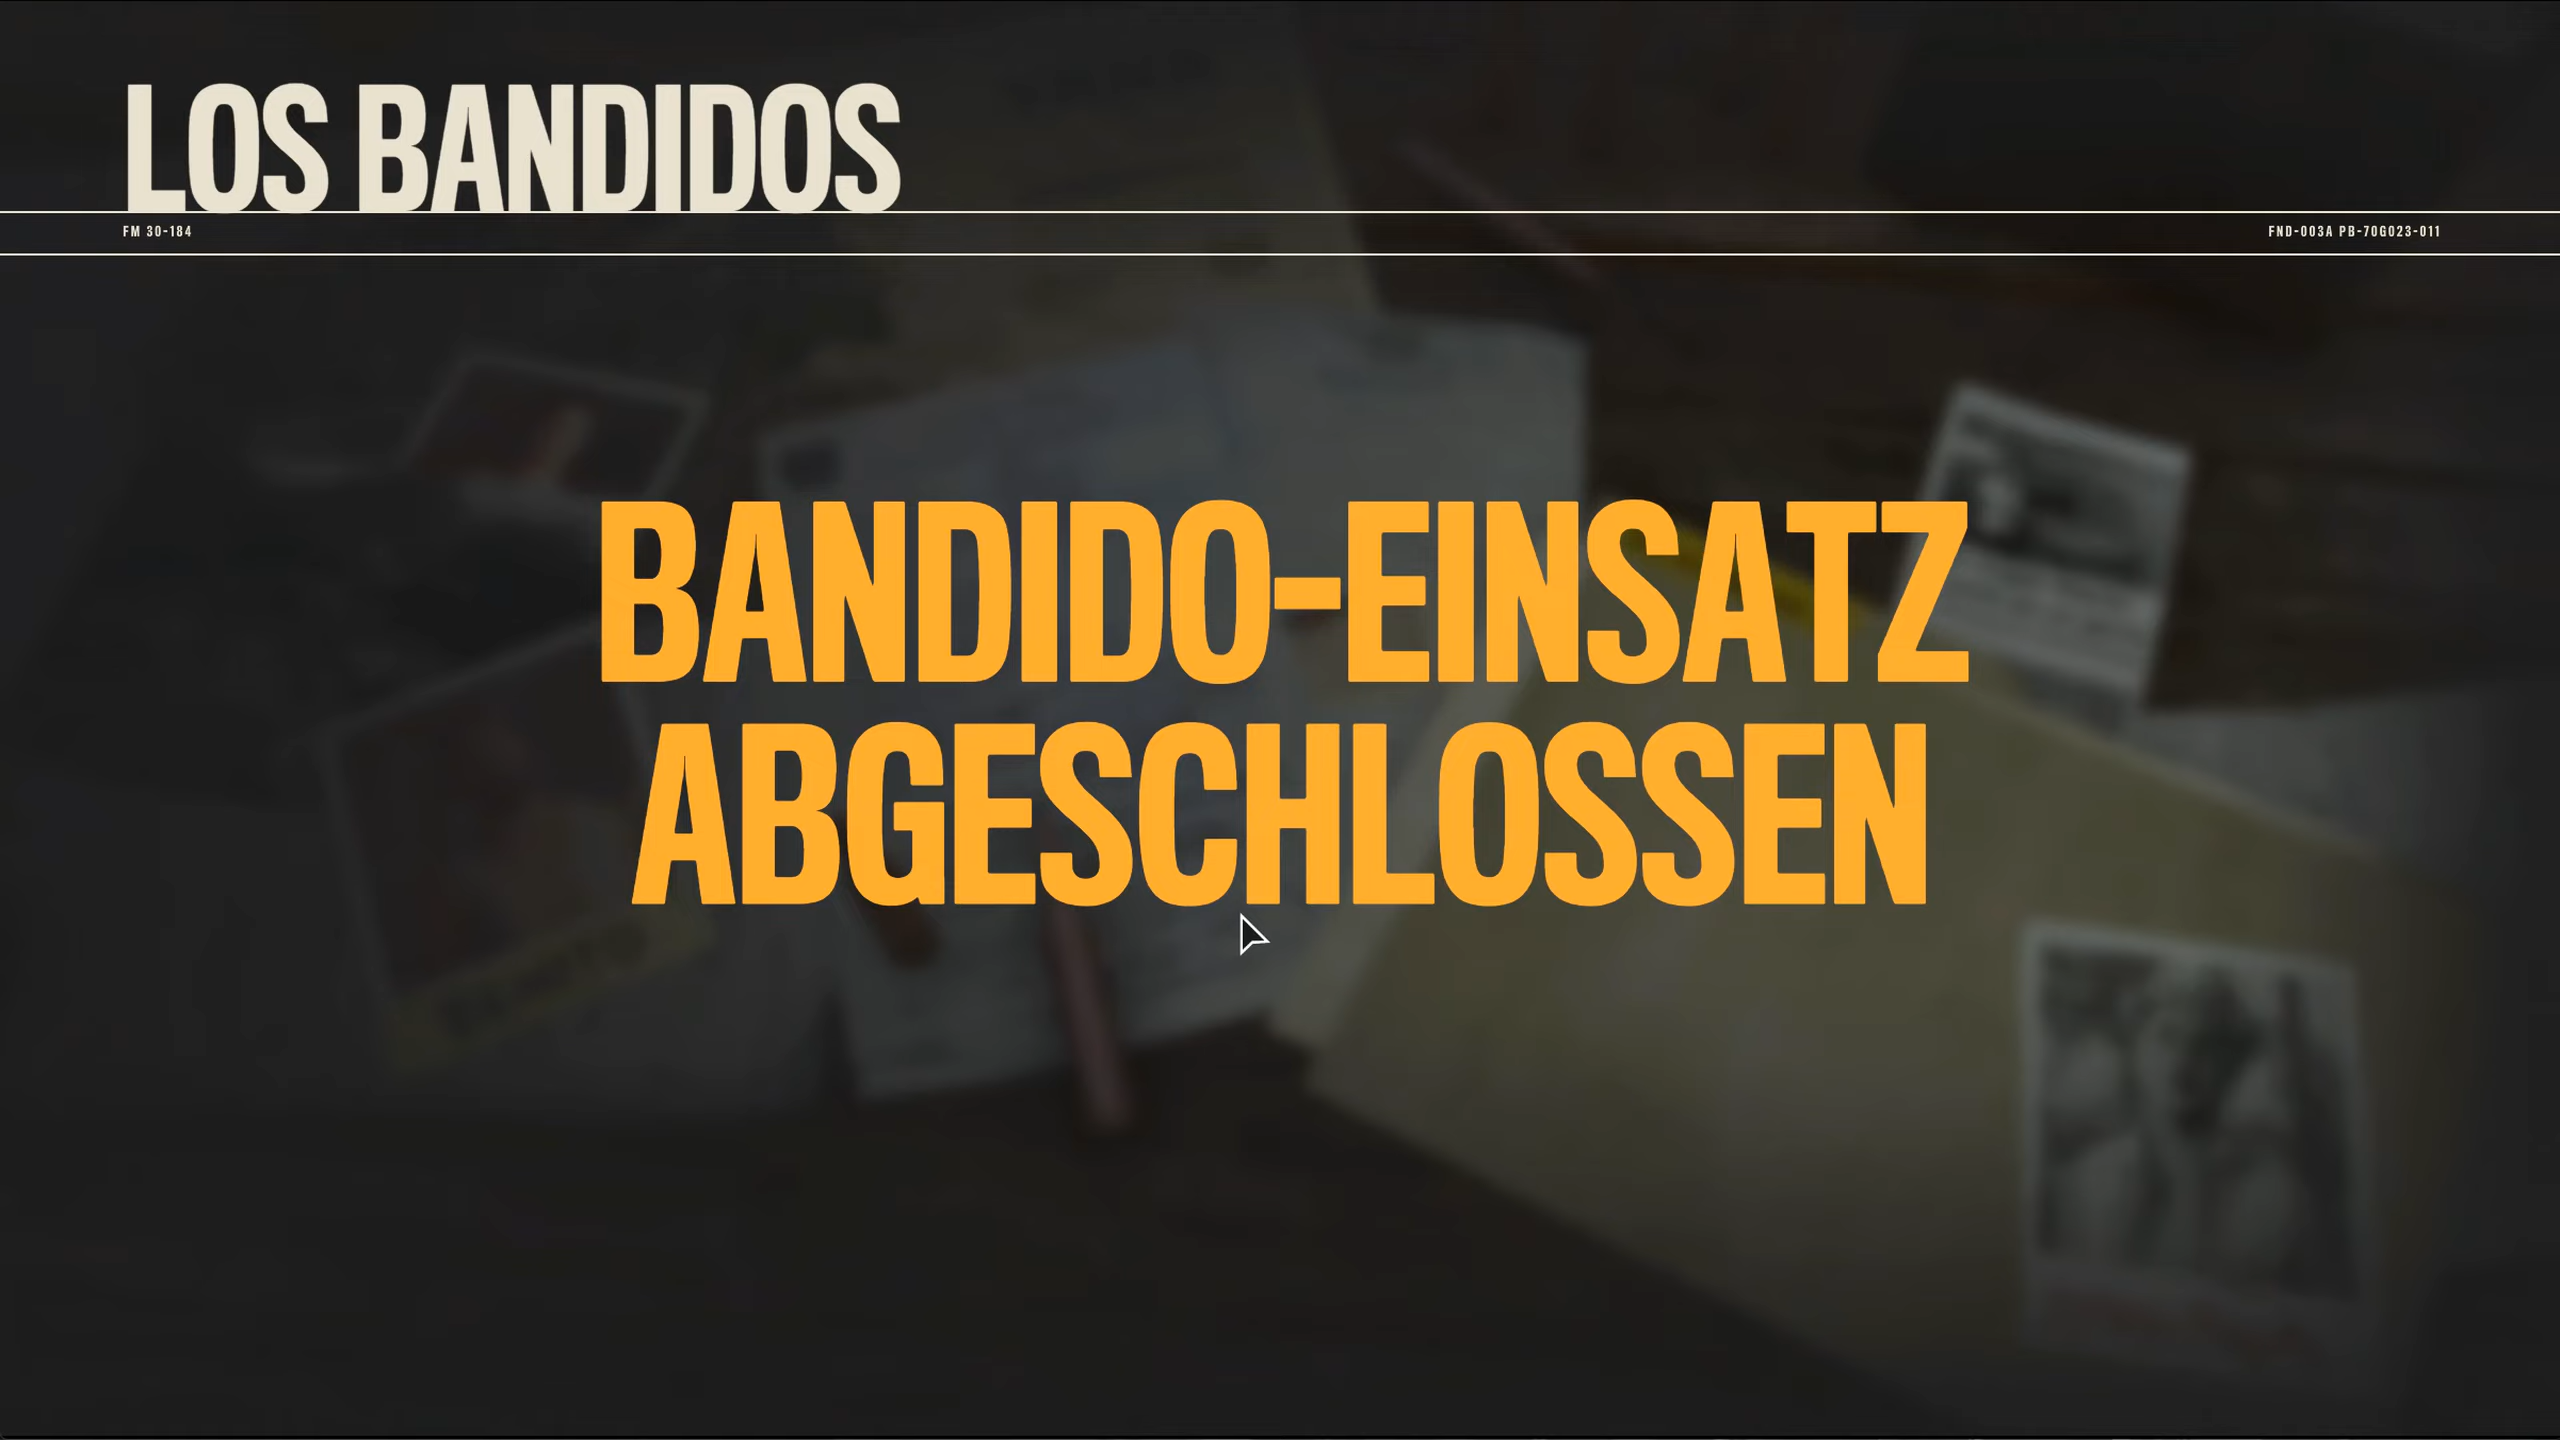 LOS BANDIDOS
FM 30-184
FND-003A PB-70G023-011
BANDIDO-EINSATZ
ABGESCHLOSSEN